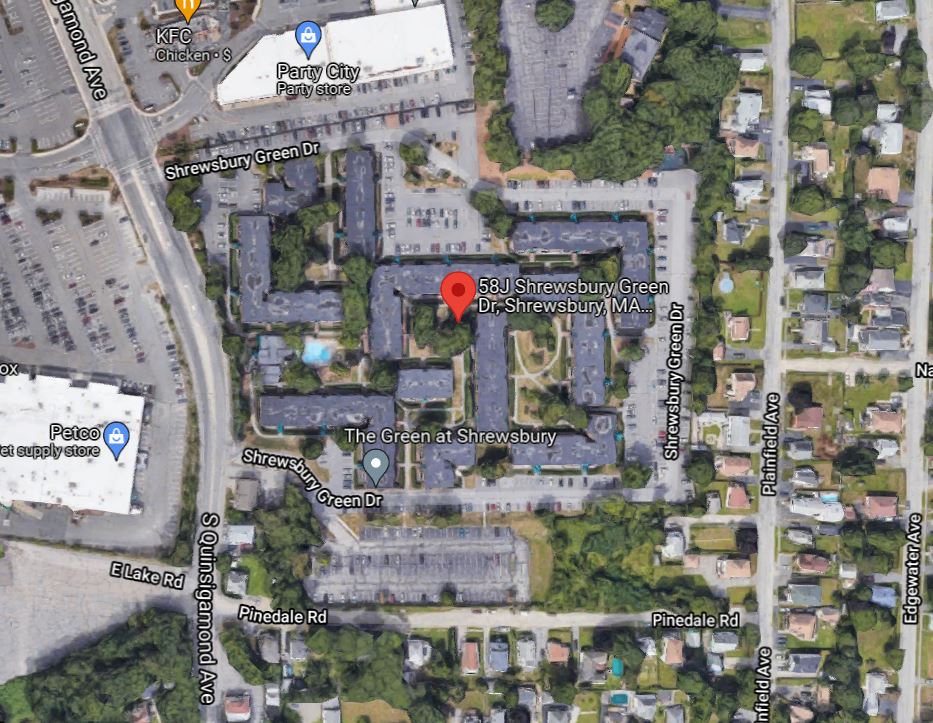 gamond Ave
KFC
Chicken • $
Party City
Party store
Shrewsbury Green Dr
58J Shrewsbury Green
Dr, Shrewsbury, MA...
Shrewsbury Green Dr
ox
Na
Petco
et supply store
The Green at Shrewsbury
Plainfield Ave
Shrewsbury Green Dr
S Quinsigamond Ave
Edgewater Ave
E Lake Rd
Pinedale Rd
Pinedale Rd
nfield Ave